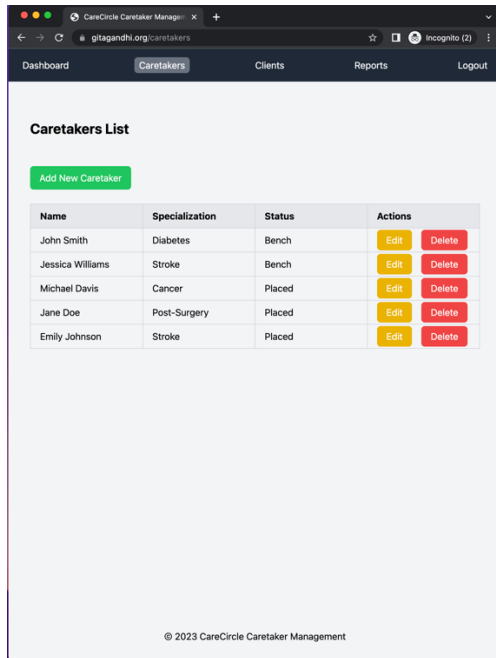 CareCircle Caretaker Managem
gitagandhi.org/caretakers
Incognito (2)
Dashboard Caretakers Clients Reports Logout
Caretakers List
Add New Caretaker
Name Specialization Status Actions
John Smith Diabetes Bench Edit Delete
Jessica Williams Stroke Bench Edit Delete
Michael Davis Cancer Placed Edit Delete
Jane Doe Post-Surgery Placed Edit Delete
Emily Johnson Stroke Placed Edit Delete
© 2023 CareCircle Caretaker Management